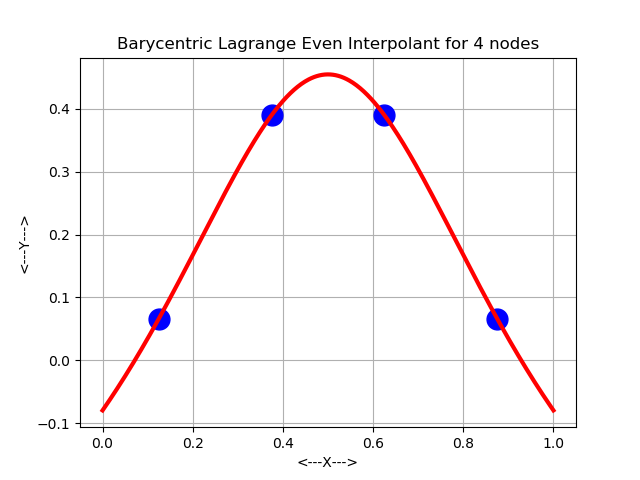 Barycentric Lagrange Even Interpolant for 4 nodes
0.4
0.3
0.2
0.1
0.0
−0.1
<---Y--->
0.0 0.2 0.4 0.6 0.8 1.0
<---X--->